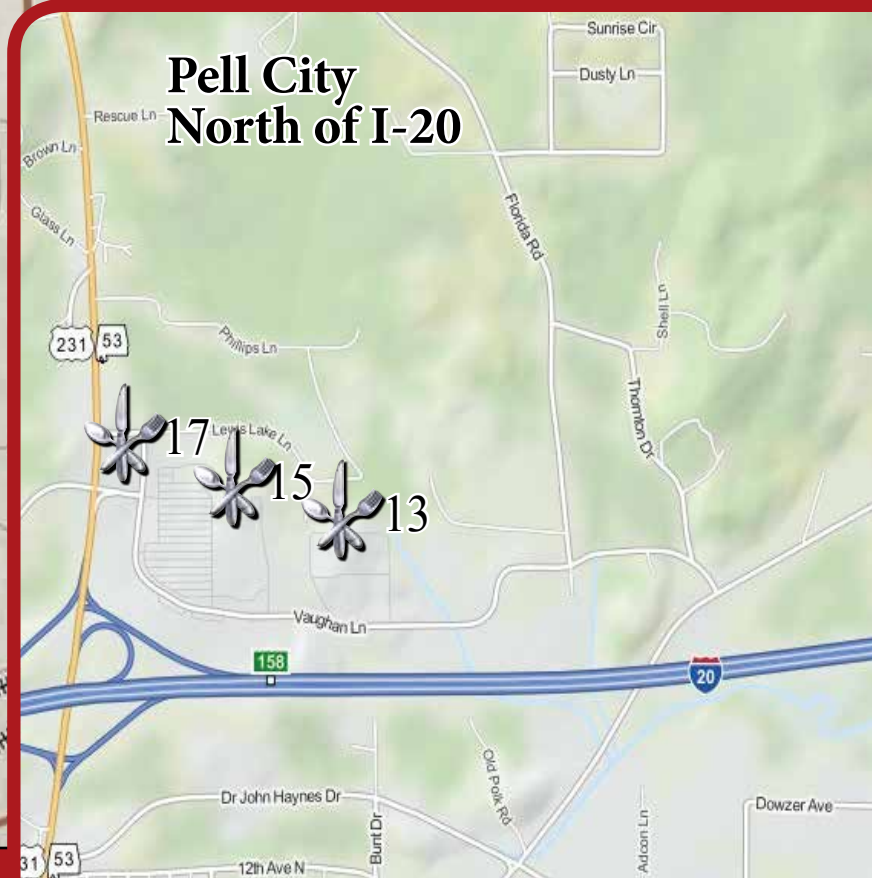 Pell City
North of I-20
Sunrise Cir
Dusty Ln
Rescue Ln
Brown Ln
Glass Ln
Florida Rd
Shell Ln
231 53
Phillips Ln
Thornton Dr
17
Lewis Lake Ln
15
13
Vaughan Ln
158
20
Old Polk Rd
Dr John Haynes Dr
Bunt Dr
Adcon Ln
Dowzer Ave
31 53
12th Ave N